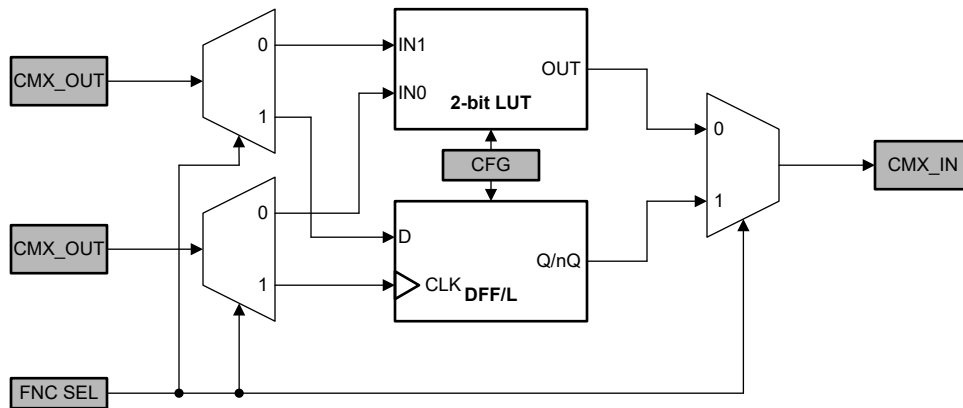 0
IN1
CMX_OUT
OUT
IN0
2-bit LUT
1
0
CFG
CMX_IN
0
1
CMX_OUT
D
Q/nQ
1
CLK
DFF/L
FNC SEL